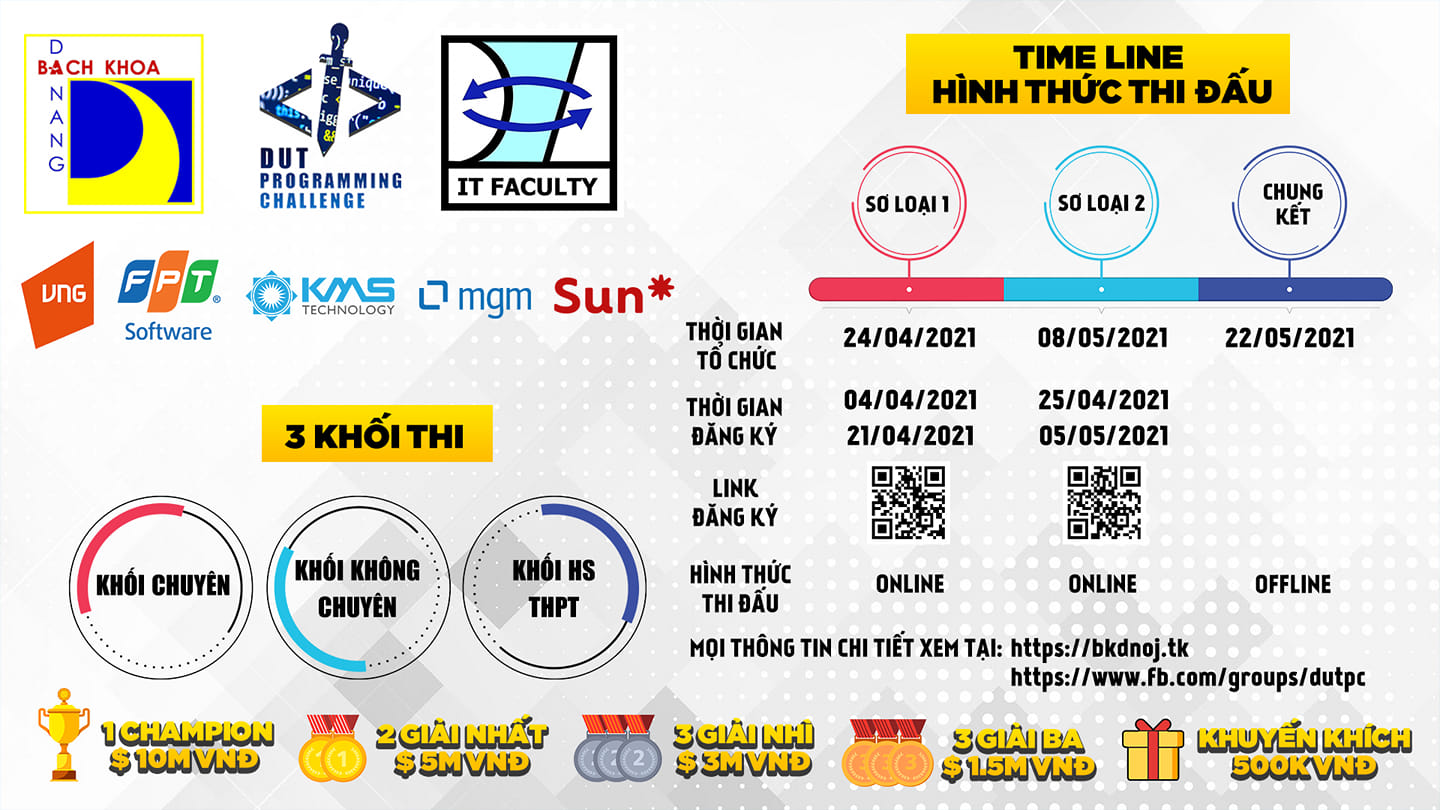 DANANG
BACH KHOA
DUT
PROGRAMMING
CHALLENGE
IT FACULTY
VNG
FPT
Software
KMS
TECHNOLOGY
mgm
Sun*
3 KHỐI THI
KHỐI CHUYÊN
KHỐI KHÔNG
CHUYÊN
KHỐI HS
THPT
TIME LINE
HÌNH THỨC THI ĐẤU
SƠ LOẠI 1
SƠ LOẠI 2
CHUNG
KẾT
THỜI GIAN
TỔ CHỨC
24/04/2021
08/05/2021
22/05/2021
THỜI GIAN
ĐĂNG KÝ
04/04/2021
21/04/2021
25/04/2021
05/05/2021
LINK
ĐĂNG KÝ
HÌNH THỨC
THI ĐẤU
ONLINE
ONLINE
OFFLINE
MỌI THÔNG TIN CHI TIẾT XEM TẠI: https://bkdnoj.tk
https://www.fb.com/groups/dutpc
1 CHAMPION
$ 10M VNĐ
1
2 GIẢI NHẤT
$ 5M VNĐ
2 2
3 GIẢI NHÌ
$ 3M VNĐ
3 3 3
3 GIẢI BA
$ 1.5M VNĐ
KHUYẾN KHÍCH
500K VNĐ